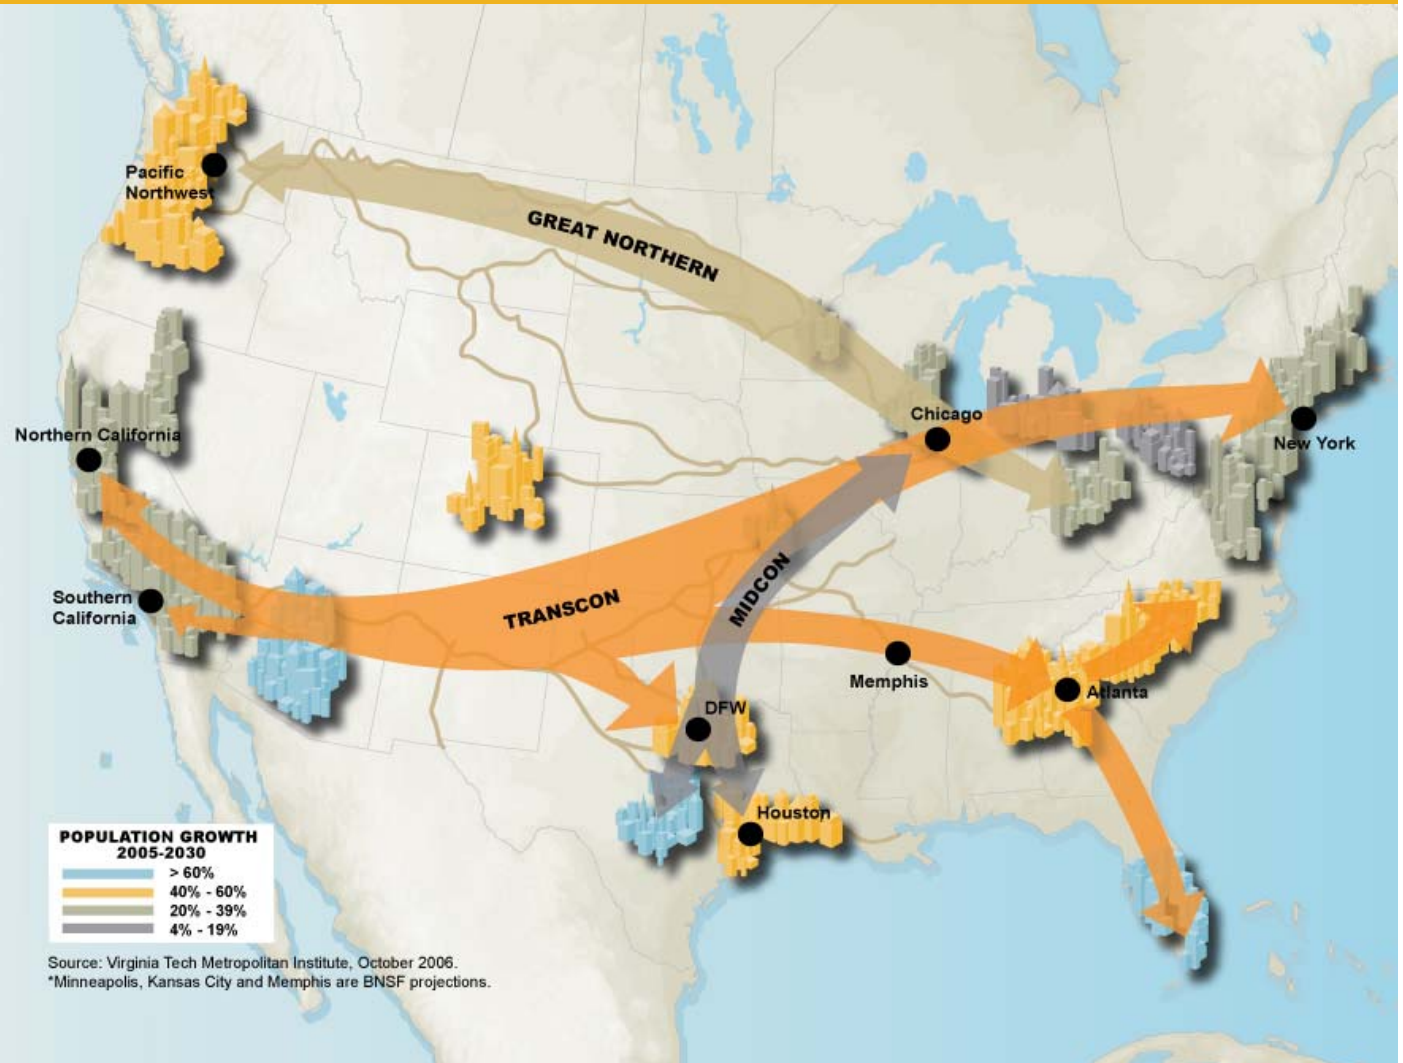 Pacific
Northwest
GREAT NORTHERN
Chicago
New York
Northern California
MIDCON
Southern
California
TRANSCON
Memphis
Atlanta
DFW
Houston
POPULATION GROWTH
2005-2030
> 60%
40% - 60%
20% - 39%
4% - 19%
Source: Virginia Tech Metropolitan Institute, October 2006.
*Minneapolis, Kansas City and Memphis are BNSF projections.